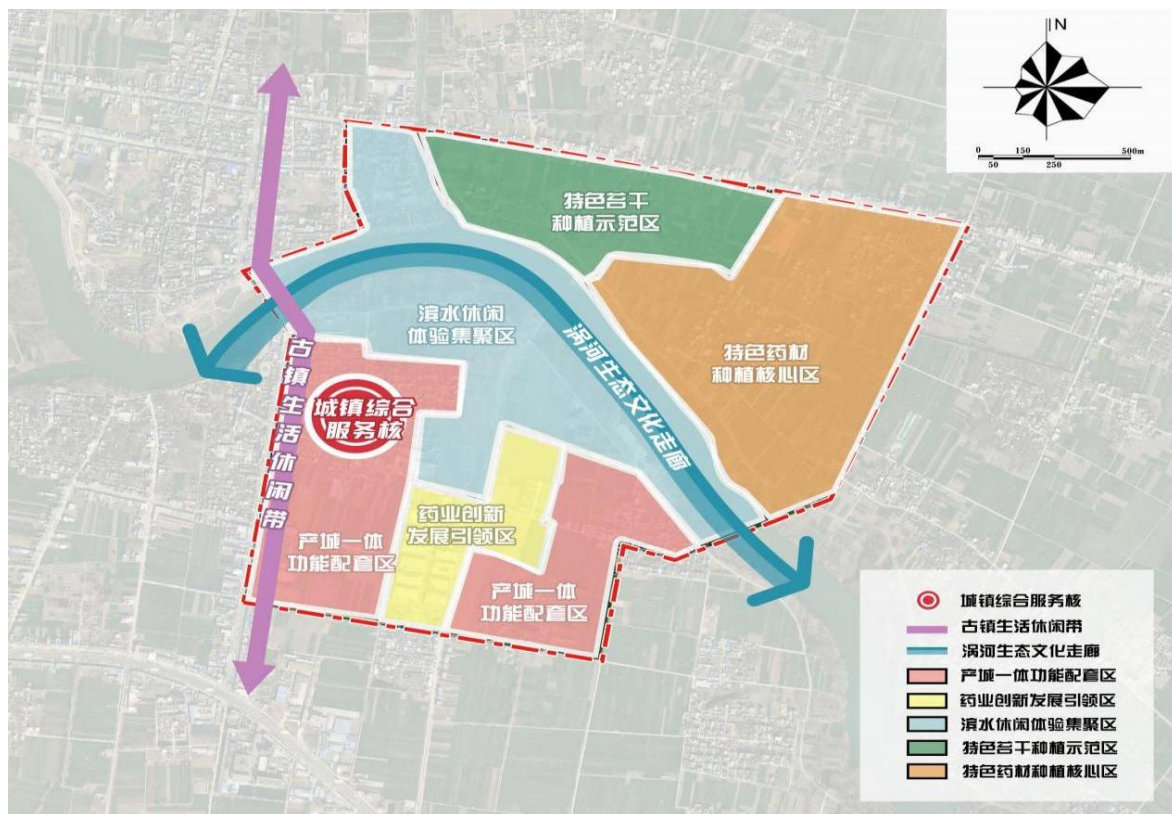 N
0 150 500m
50 250
特色苔干
种植示范区
滨水休闲
体验集聚区
特色药材
种植核心区
涡河生态文化走廊
古镇生活休闲带
城镇综合
服务核
药业创新
发展引领区
产城一体
功能配套区
产城一体
功能配套区
城镇综合服务核
古镇生活休闲带
涡河生态文化走廊
产城一体功能配套区
药业创新发展引领区
滨水休闲体验集聚区
特色苔干种植示范区
特色药材种植核心区